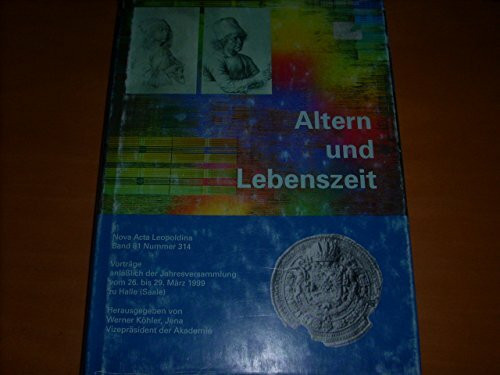 Altern
und
Lebenszeit
Nova Acta Leopoldina
Band 81 Nummer 314
Vorträge
anläßlich der Jahresversammlung
vom 26. bis 29. März 1999
zu Halle (Saale)
Herausgegeben von
Werner Köhler, Jena
Vizepräsident der Akademie